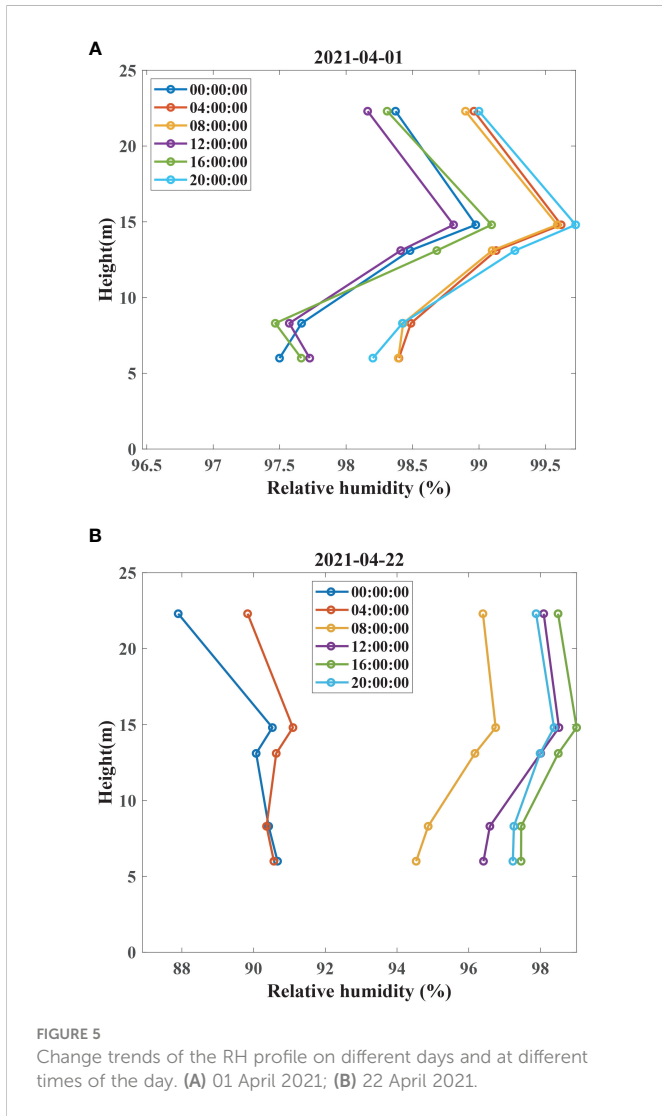 A
2021-04-01
25
20
15
10
5
0
Height(m)
00:00:00
04:00:00
08:00:00
12:00:00
16:00:00
20:00:00
96.5 97 97.5 98 98.5 99 99.5
Relative humidity (%)
B
2021-04-22
25
20
15
10
5
0
Height(m)
00:00:00
04:00:00
08:00:00
12:00:00
16:00:00
20:00:00
88 90 92 94 96 98
Relative humidity (%)
FIGURE 5
Change trends of the RH profile on different days and at different
times of the day. (A) 01 April 2021; (B) 22 April 2021.